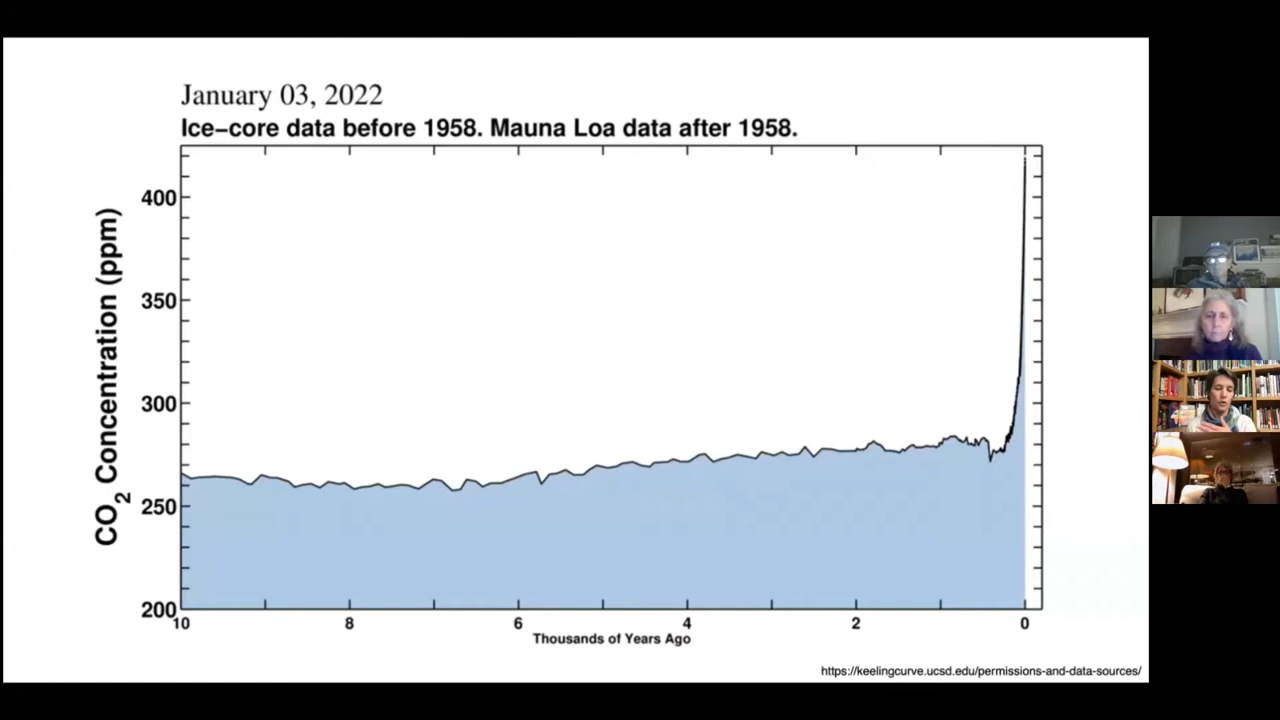 January 03, 2022
Ice-core data before 1958. Mauna Loa data after 1958.
CO2 Concentration (ppm)
400
350
300
250
200
10 8 6 4 2 0
Thousands of Years Ago
https://keelingcurve.ucsd.edu/permissions-and-data-sources/